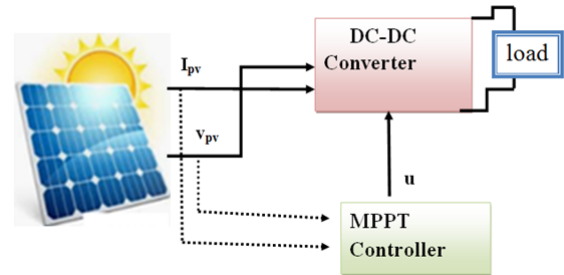 DC-DC
Converter
load
Ipv
vpv
u
MPPT
Controller